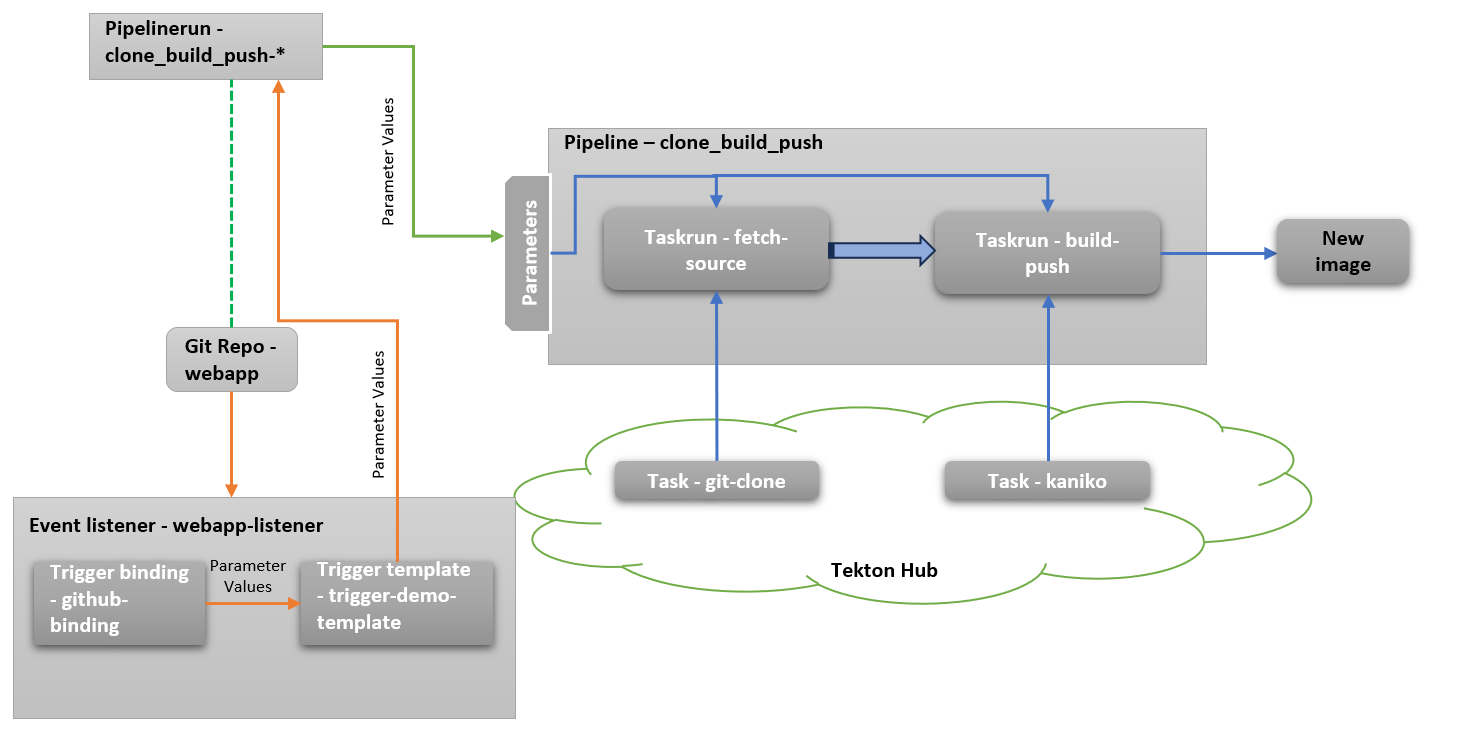 Pipelinerun -
clone_build_push-*
Parameter Values
Pipeline – clone_build_push
Parameters
Taskrun - fetch-
source
Taskrun - build-
push
New
image
Git Repo -
webapp
Parameter Values
Task - git-clone
Task - kaniko
Tekton Hub
Event listener - webapp-listener
Trigger binding
- github-
binding
Parameter
Values
Trigger template
- trigger-demo-
template